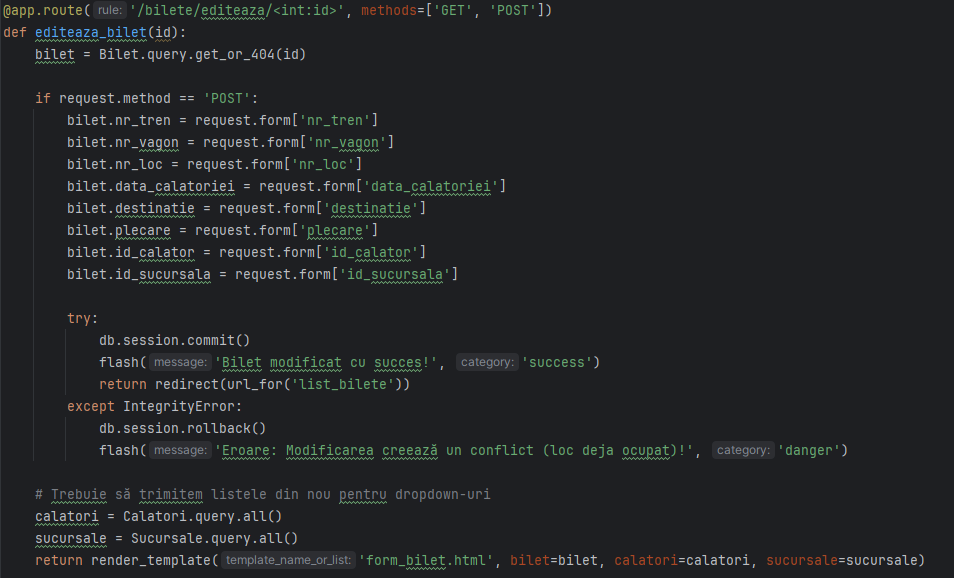 @app.route( rule: '/bilete/editeaza/<int:id>', methods=['GET', 'POST'])
def editeaza_bilet(id):
    bilet = Bilet.query.get_or_404(id)

    if request.method == 'POST':
        bilet.nr_tren = request.form['nr_tren']
        bilet.nr_vagon = request.form['nr_vagon']
        bilet.nr_loc = request.form['nr_loc']
        bilet.data_calatoriei = request.form['data_calatoriei']
        bilet.destinatie = request.form['destinatie']
        bilet.plecare = request.form['plecare']
        bilet.id_calator = request.form['id_calator']
        bilet.id_sucursala = request.form['id_sucursala']

        try:
            db.session.commit()
            flash( message: 'Bilet modificat cu succes!', category: 'success')
            return redirect(url_for('list_bilete'))
        except IntegrityError:
            db.session.rollback()
            flash( message: 'Eroare: Modificarea creează un conflict (loc deja ocupat)!', category: 'danger')

    # Trebuie să trimitem listele din nou pentru dropdown-uri
    calatori = Calatori.query.all()
    sucursale = Sucursale.query.all()
    return render_template( template_name_or_list: 'form_bilet.html', bilet=bilet, calatori=calatori, sucursale=sucursale)